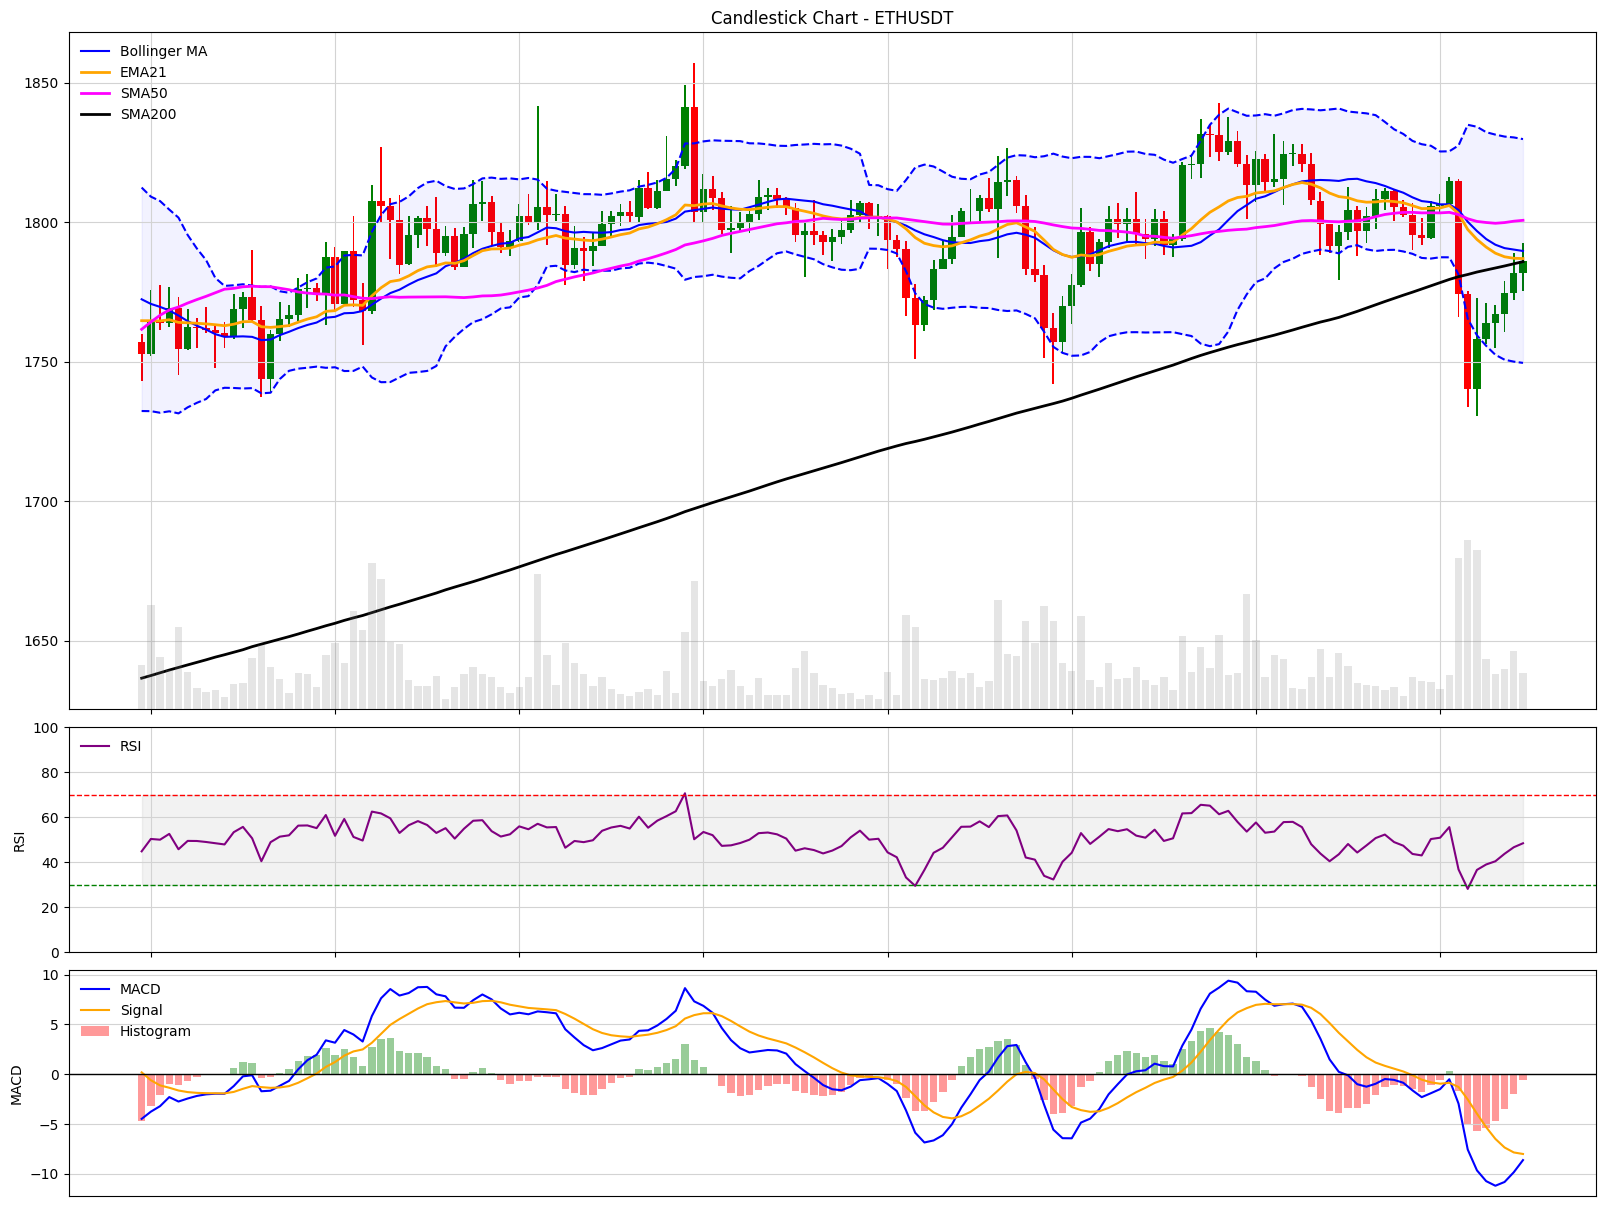 Candlestick Chart - ETHUSDT
Bollinger MA
EMA21
SMA50
SMA200
1850
1800
1750
1700
1650
RSI
100
80
60
40
20
0
RSI
MACD
Signal
Histogram
10
5
0
−5
−10
MACD